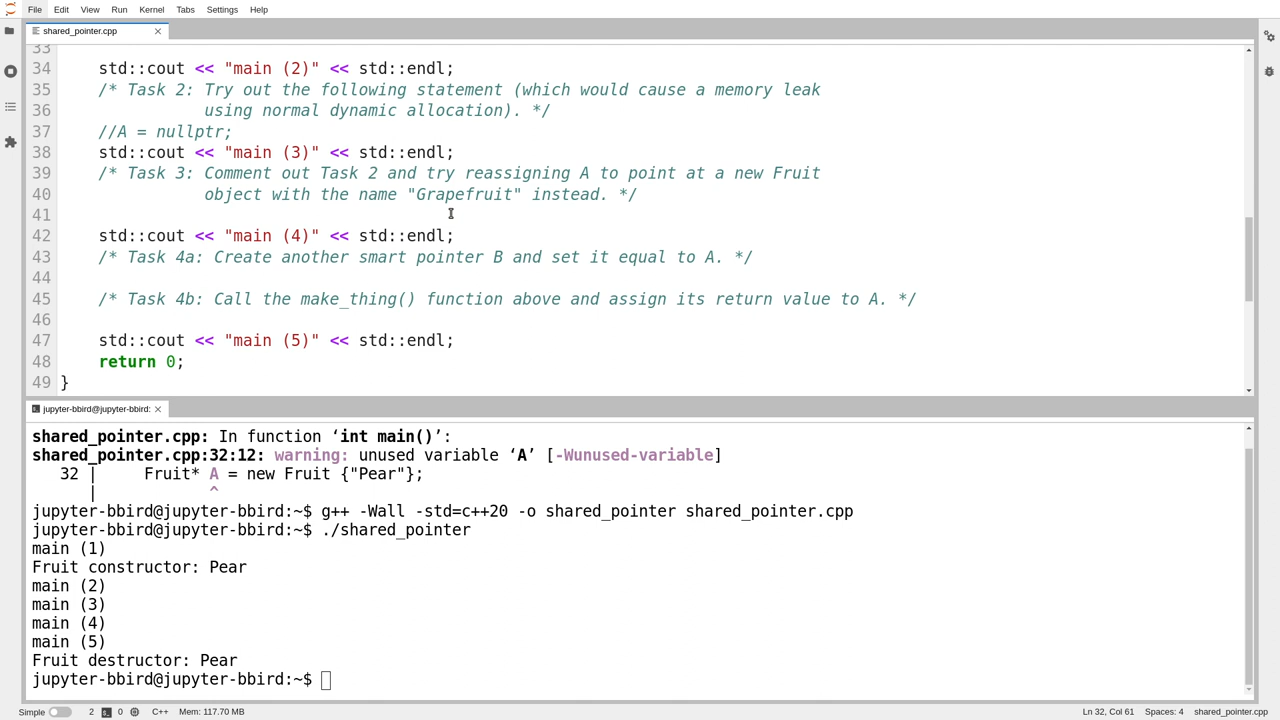 File Edit View Run Kernel Tabs Settings Help
shared_pointer.cpp
33
34 std::cout << "main (2)" << std::endl;
35 /* Task 2: Try out the following statement (which would cause a memory leak
36 using normal dynamic allocation). */
37 //A = nullptr;
38 std::cout << "main (3)" << std::endl;
39 /* Task 3: Comment out Task 2 and try reassigning A to point at a new Fruit
40 object with the name "Grapefruit" instead. */
41
42 std::cout << "main (4)" << std::endl;
43 /* Task 4a: Create another smart pointer B and set it equal to A. */
44
45 /* Task 4b: Call the make_thing() function above and assign its return value to A. */
46
47 std::cout << "main (5)" << std::endl;
48 return 0;
49 }
jupyter-bbird@jupyter-bbird:
shared_pointer.cpp: In function ‘int main()’:
shared_pointer.cpp:32:12: warning: unused variable ‘A’ [-Wunused-variable]
32 | Fruit* A = new Fruit {"Pear"};
| ^
jupyter-bbird@jupyter-bbird:~$ g++ -Wall -std=c++20 -o shared_pointer shared_pointer.cpp
jupyter-bbird@jupyter-bbird:~$ ./shared_pointer
main (1)
Fruit constructor: Pear
main (2)
main (3)
main (4)
main (5)
Fruit destructor: Pear
jupyter-bbird@jupyter-bbird:~$
Simple 2 0 C++ Mem: 117.70 MB Ln 32, Col 61 Spaces: 4 shared_pointer.cpp